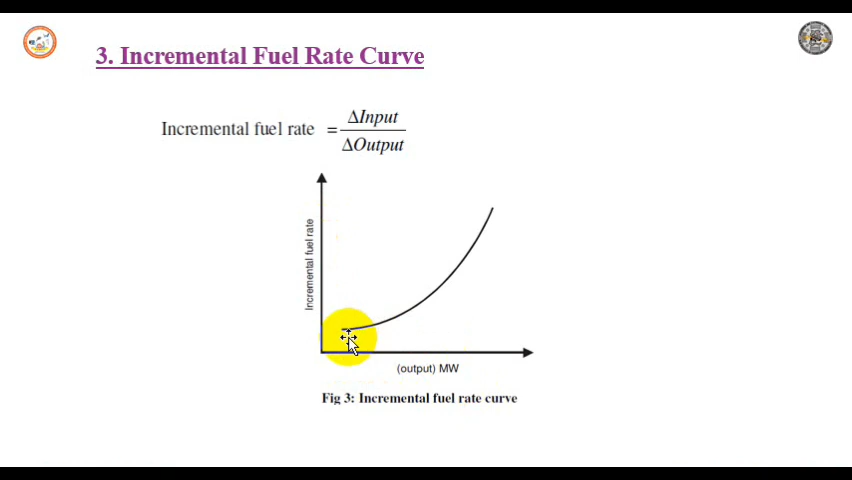 3. Incremental Fuel Rate Curve
Incremental fuel rate = ΔInput
ΔOutput
Incremental fuel rate
(output) MW
Fig 3: Incremental fuel rate curve